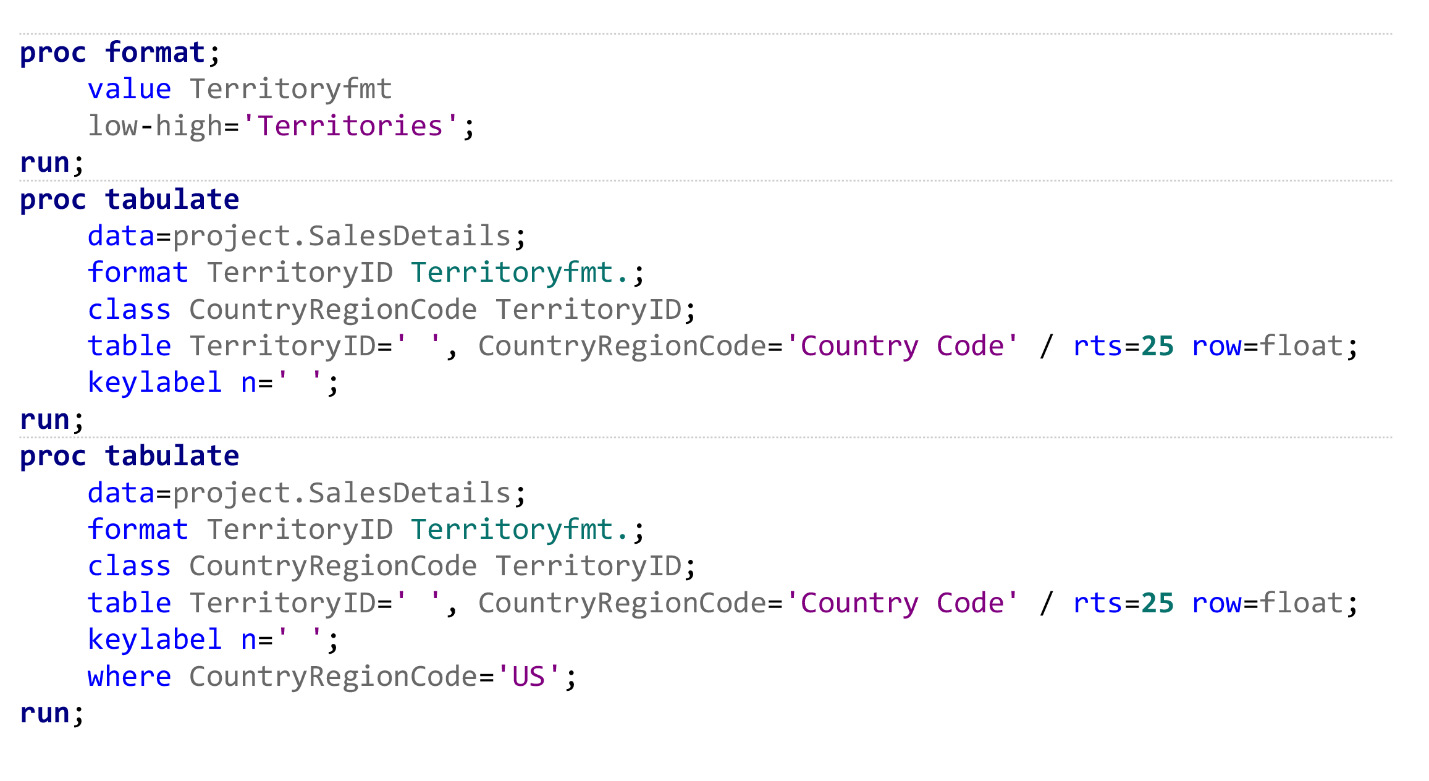 proc format;
    value Territoryfmt
    low-high='Territories';
run;
proc tabulate
    data=project.SalesDetails;
    format TerritoryID Territoryfmt.;
    class CountryRegionCode TerritoryID;
    table TerritoryID=' ', CountryRegionCode='Country Code' / rts=25 row=float;
    keylabel n=' ';
run;
proc tabulate
    data=project.SalesDetails;
    format TerritoryID Territoryfmt.;
    class CountryRegionCode TerritoryID;
    table TerritoryID=' ', CountryRegionCode='Country Code' / rts=25 row=float;
    keylabel n=' ';
    where CountryRegionCode='US';
run;